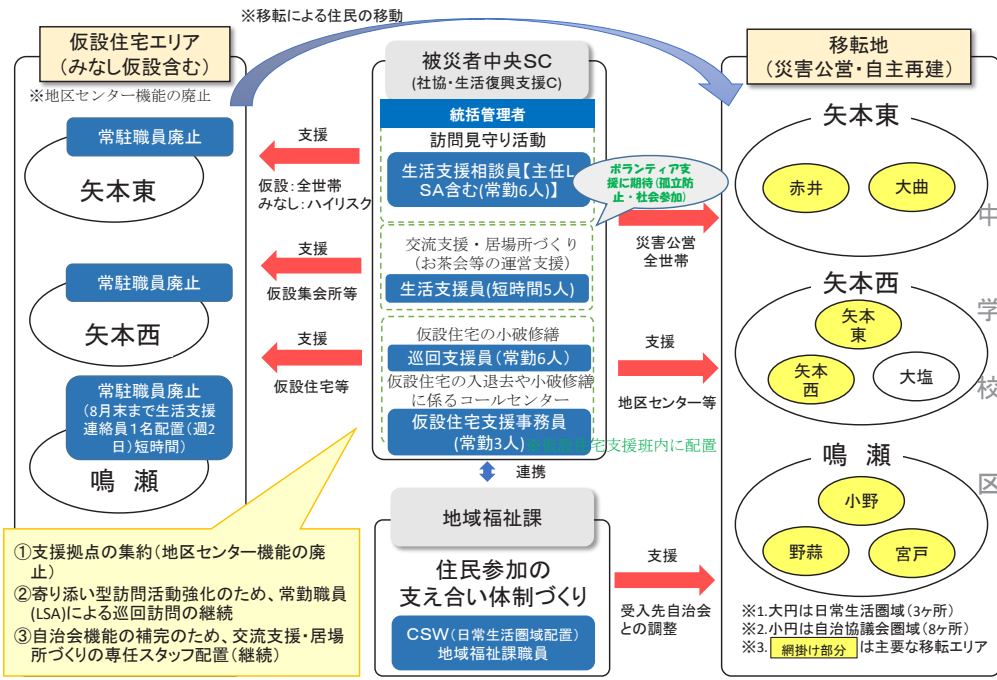 ※移転による住民の移動
仮設住宅エリア
（みなし仮設含む）
※地区センター機能の廃止
常駐職員廃止
矢本東
常駐職員廃止
矢本西
常駐職員廃止
（8月末まで生活支援
連絡員1名配置（週2
日）短時間）
鳴 瀬
①支援拠点の集約（地区センター機能の廃
止）
②寄り添い型訪問活動強化のため、常勤職員
(LSA)による巡回訪問の継続
③自治会機能の補完のため、交流支援・居場
所づくりの専任スタッフ配置（継続）
支援
仮設：全世帯
みなし：ハイリスク
支援
仮設集会所等
支援
仮設住宅等
被災者中央SC
(社協・生活復興支援C)
統括管理者
訪問見守り活動
生活支援相談員【主任L
SA含む(常勤6人)】
交流支援・居場所づくり
（お茶会等の運営支援）
生活支援員(短時間5人)
仮設住宅の小破修繕
巡回支援員（常勤6人）
仮設住宅の入退去や小破修繕
に係るコールセンター
仮設住宅支援事務員
(常勤3人)
宅支援班内に配置
連携
地域福祉課
住民参加の
支え合い体制づくり
CSW（日常生活圏域配置）
地域福祉課職員
ボランティア支
援に期待(孤立防
止・社会参加)
災害公営
全世帯
支援
地区センター等
支援
受入先自治会
との調整
移転地
（災害公営・自主再建）
矢本東
赤井
大曲
矢本西
矢本
東
矢本
西
大塩
鳴 瀬
小野
野蒜
宮戸
中
学
校
区
※1.大円は日常生活圏域（3ヶ所）
※2.小円は自治協議会圏域（8ヶ所）
※3. 網掛け部分 は主要な移転エリア